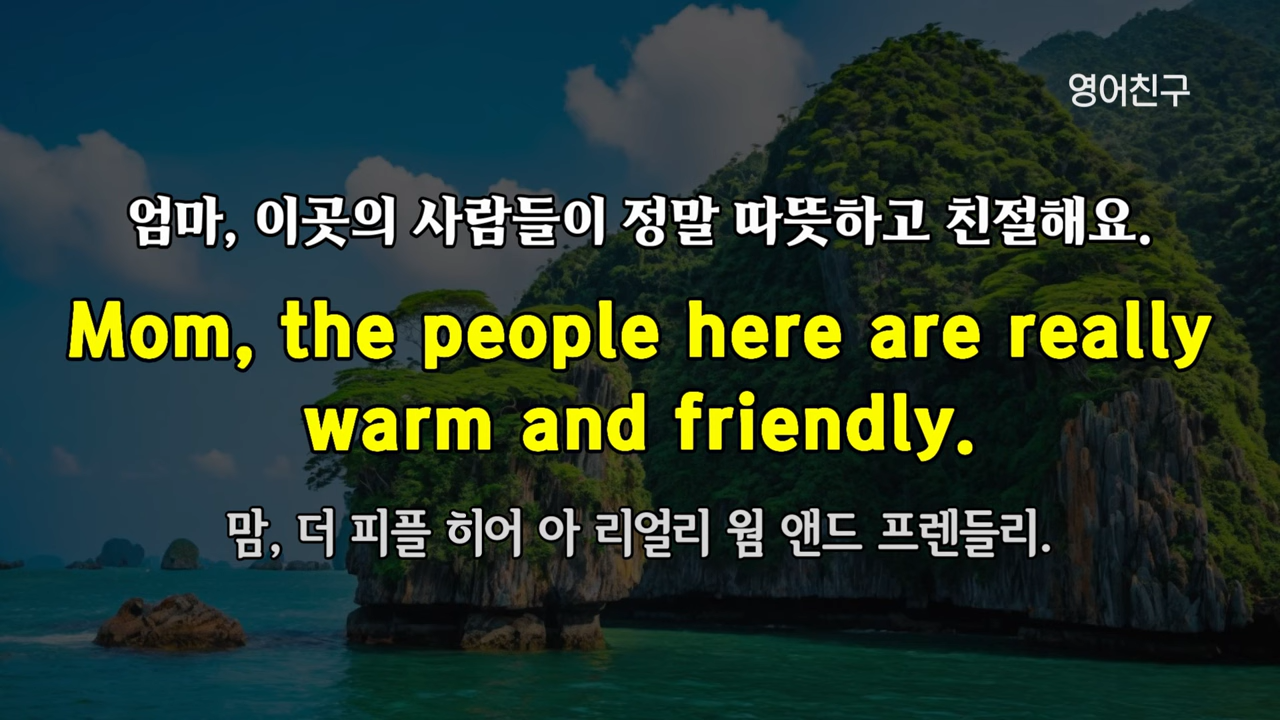 영어친구
엄마, 이곳의 사람들이 정말 따뜻하고 친절해요.
Mom, the people here are really
warm and friendly.
맘, 더 피플 히어 아 리얼리 웜 앤드 프렌들리.